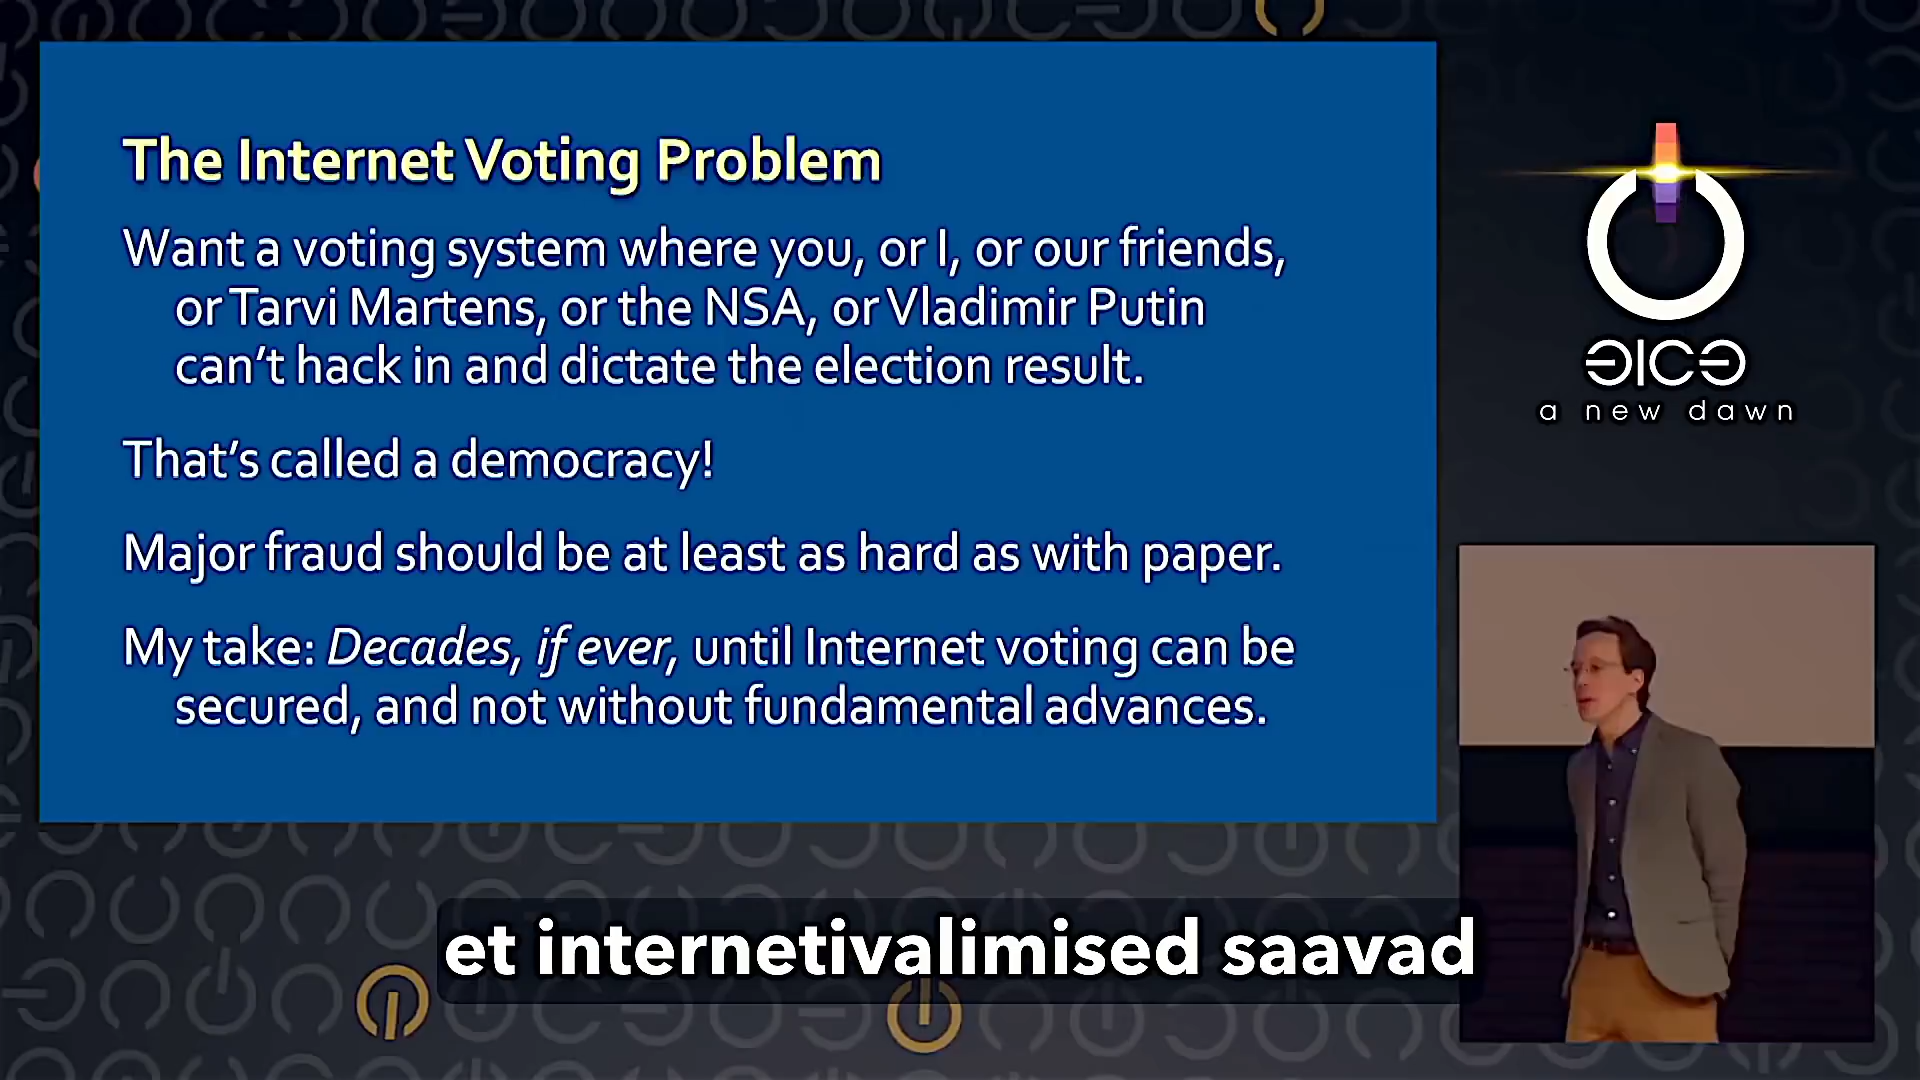 The Internet Voting Problem
Want a voting system where you, or I, or our friends,
or Tarvi Martens, or the NSA, or Vladimir Putin
can't hack in and dictate the election result.
That's called a democracy!
Major fraud should be at least as hard as with paper.
My take: Decades, if ever, until Internet voting can be
secured, and not without fundamental advances.
a new dawn
et internetivalimised saavad